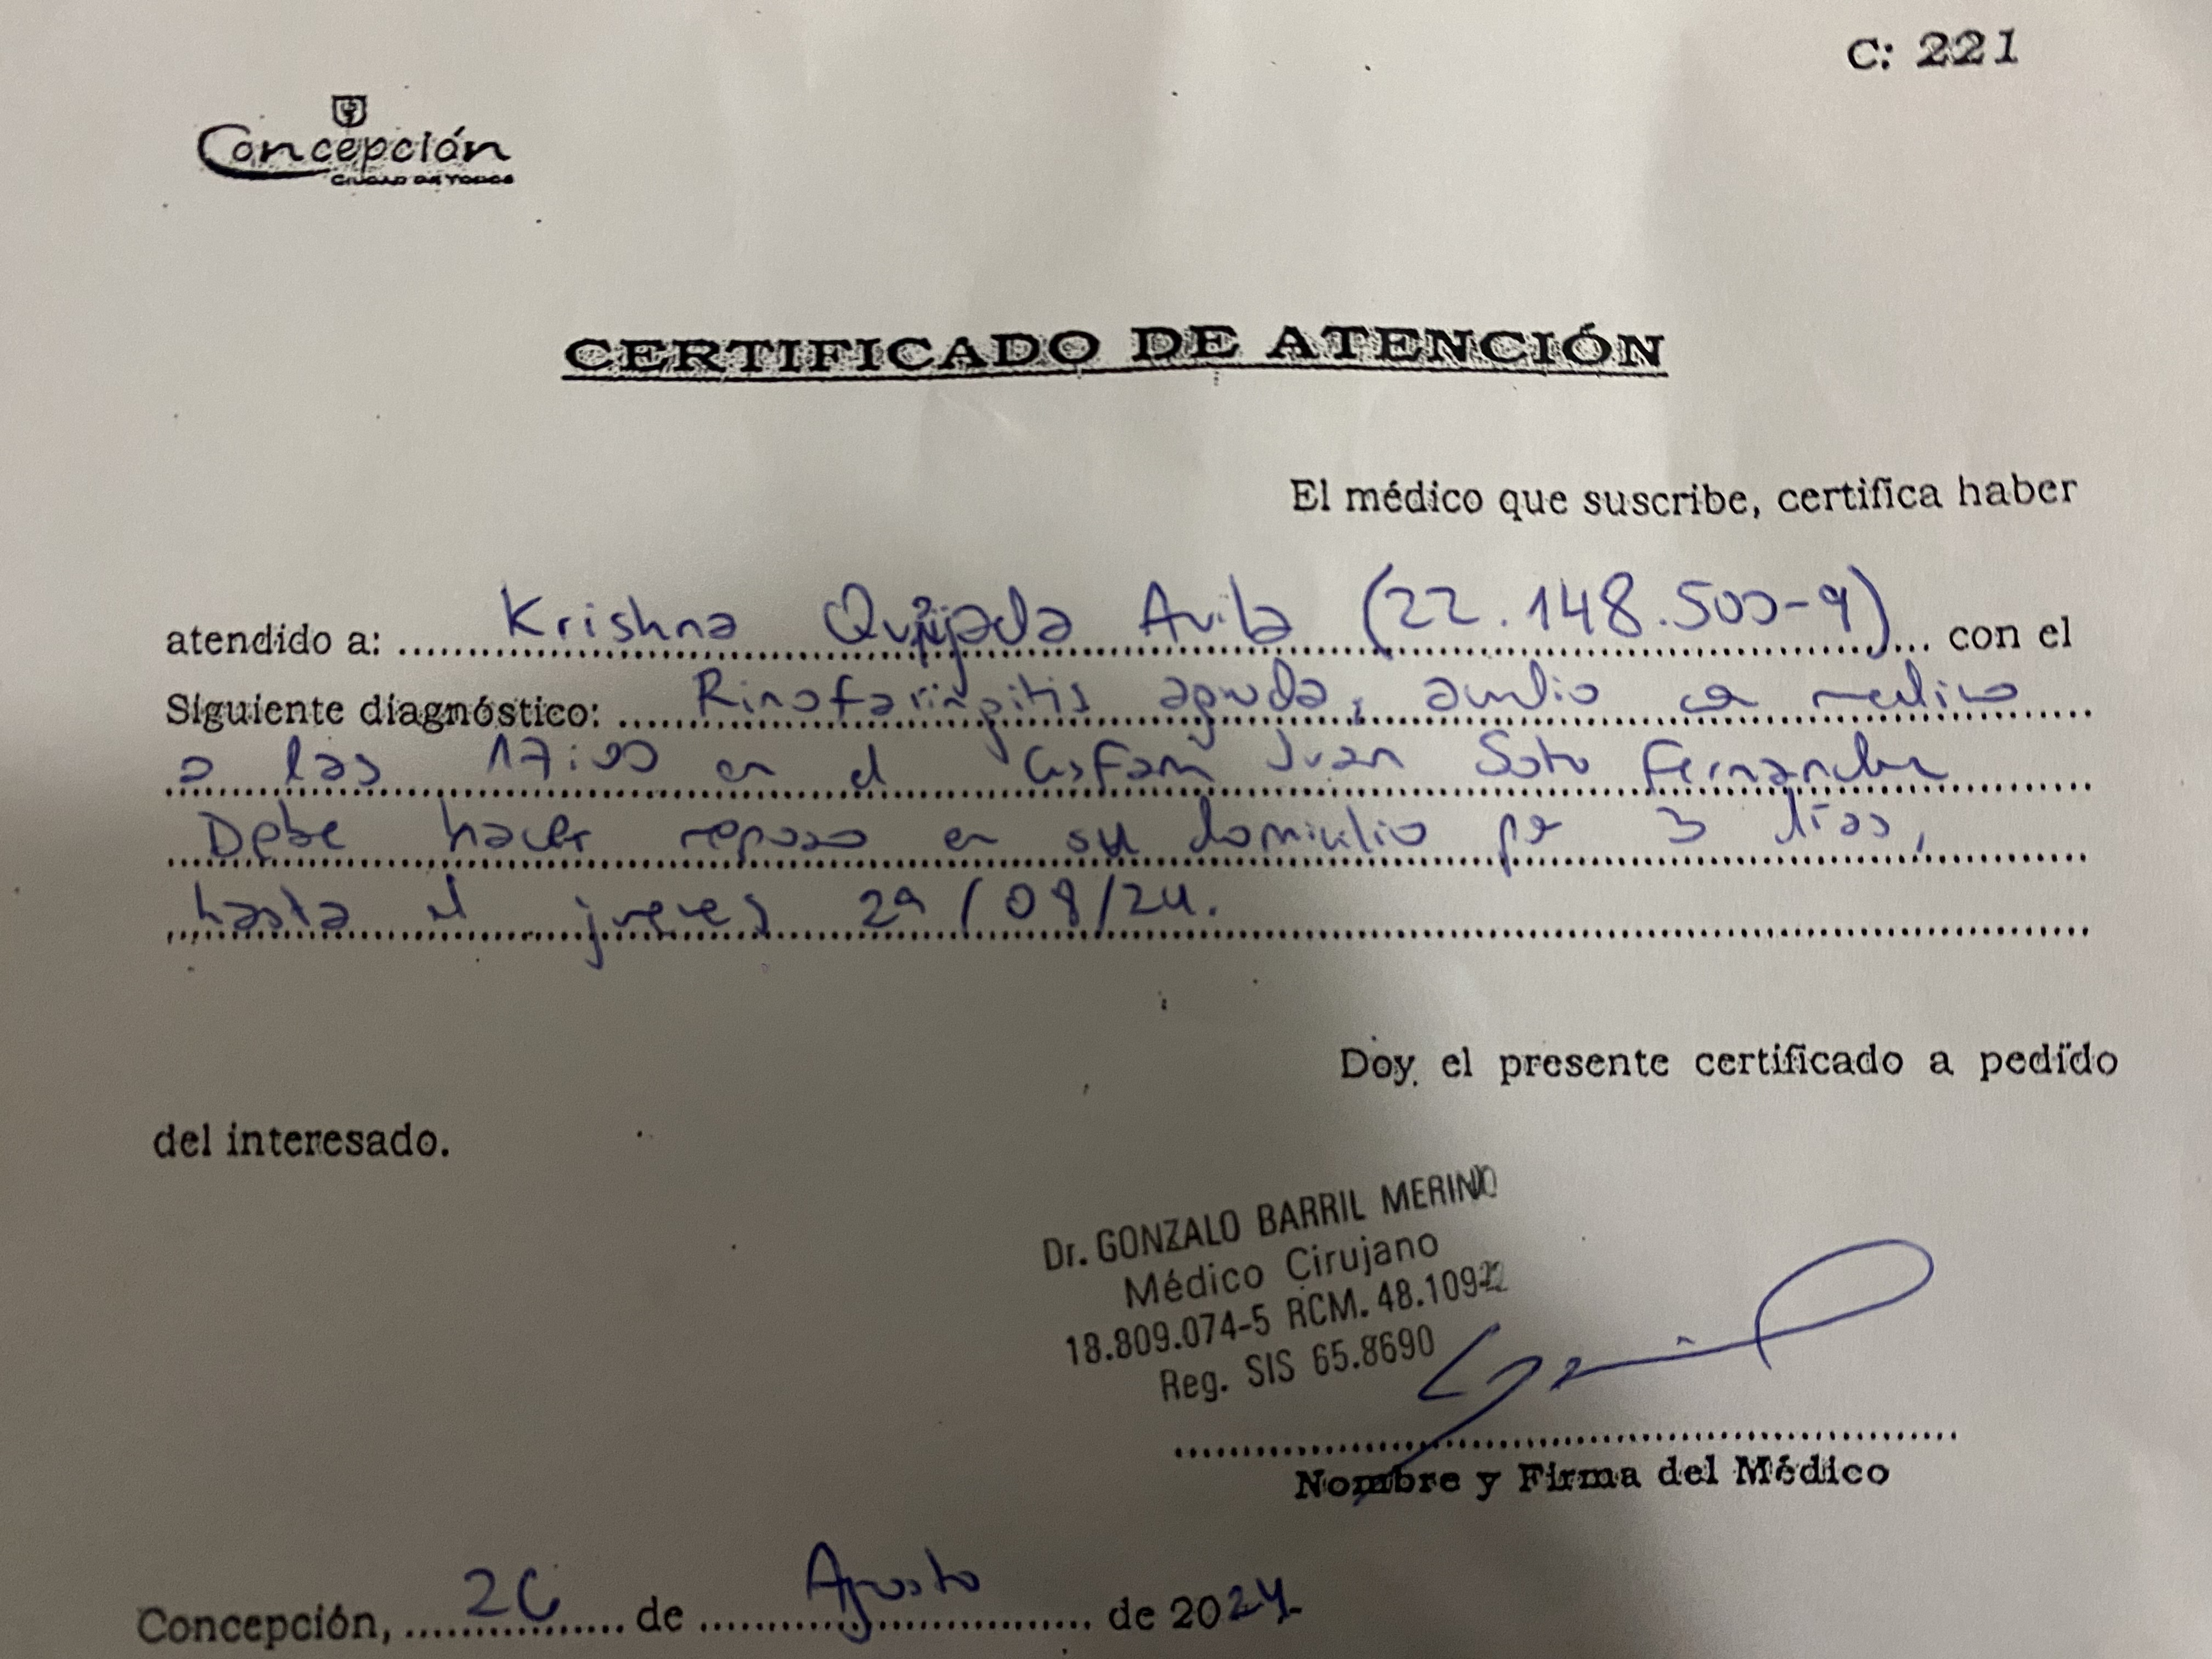 C: 221
Concepción
CIUDAD DE TODOS
CERTIFICADO DE ATENCIÓN
El médico que suscribe, certifica haber
atendido a: Krishna Quijada Avila (22.148.500-9) con el
Siguiente diagnóstico: Rinofaringitis aguda, acudio con medico
a las 17:00 en el Cesfam Juan Soto Fernandez
Debe hacer reposo en su domicilio por 3 días,
hasta el jueves 29/08/24.
Doy el presente certificado a pedido
del interesado.
Dr. GONZALO BARRIL MERINO
Médico Cirujano
18.809.074-5 RCM. 48.1092
Reg. SIS 65.8690
Nombre y Firma del Médico
Concepción, 26 de Agosto de 2024